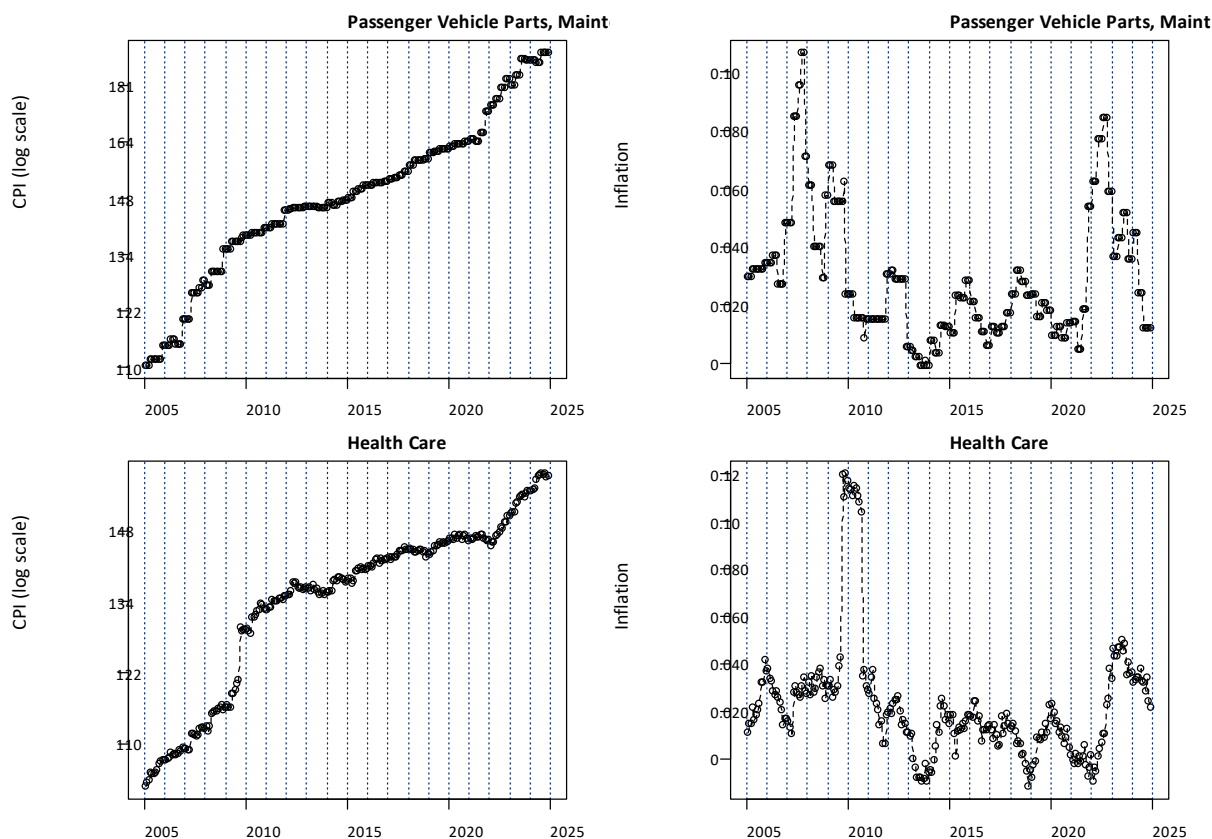 Passenger Vehicle Parts, Maint
CPI (log scale)
181
164
148
134
122
110
2005 2010 2015 2020 2025
Passenger Vehicle Parts, Maint
Inflation
0.10
0.080
0.060
0.040
0.020
0
2005 2010 2015 2020 2025
Health Care
CPI (log scale)
148
134
122
110
2005 2010 2015 2020 2025
Health Care
Inflation
0.12
0.10
0.080
0.060
0.040
0.020
0
2005 2010 2015 2020 2025